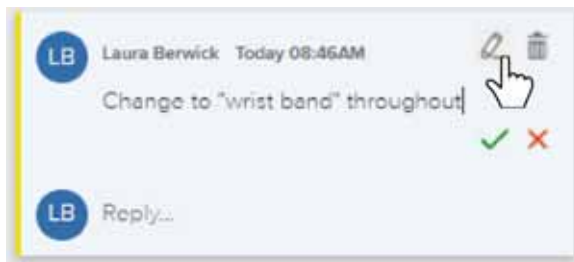 LB Laura Berwick Today 08:46AM
Change to "wrist band" throughout
LB Reply...